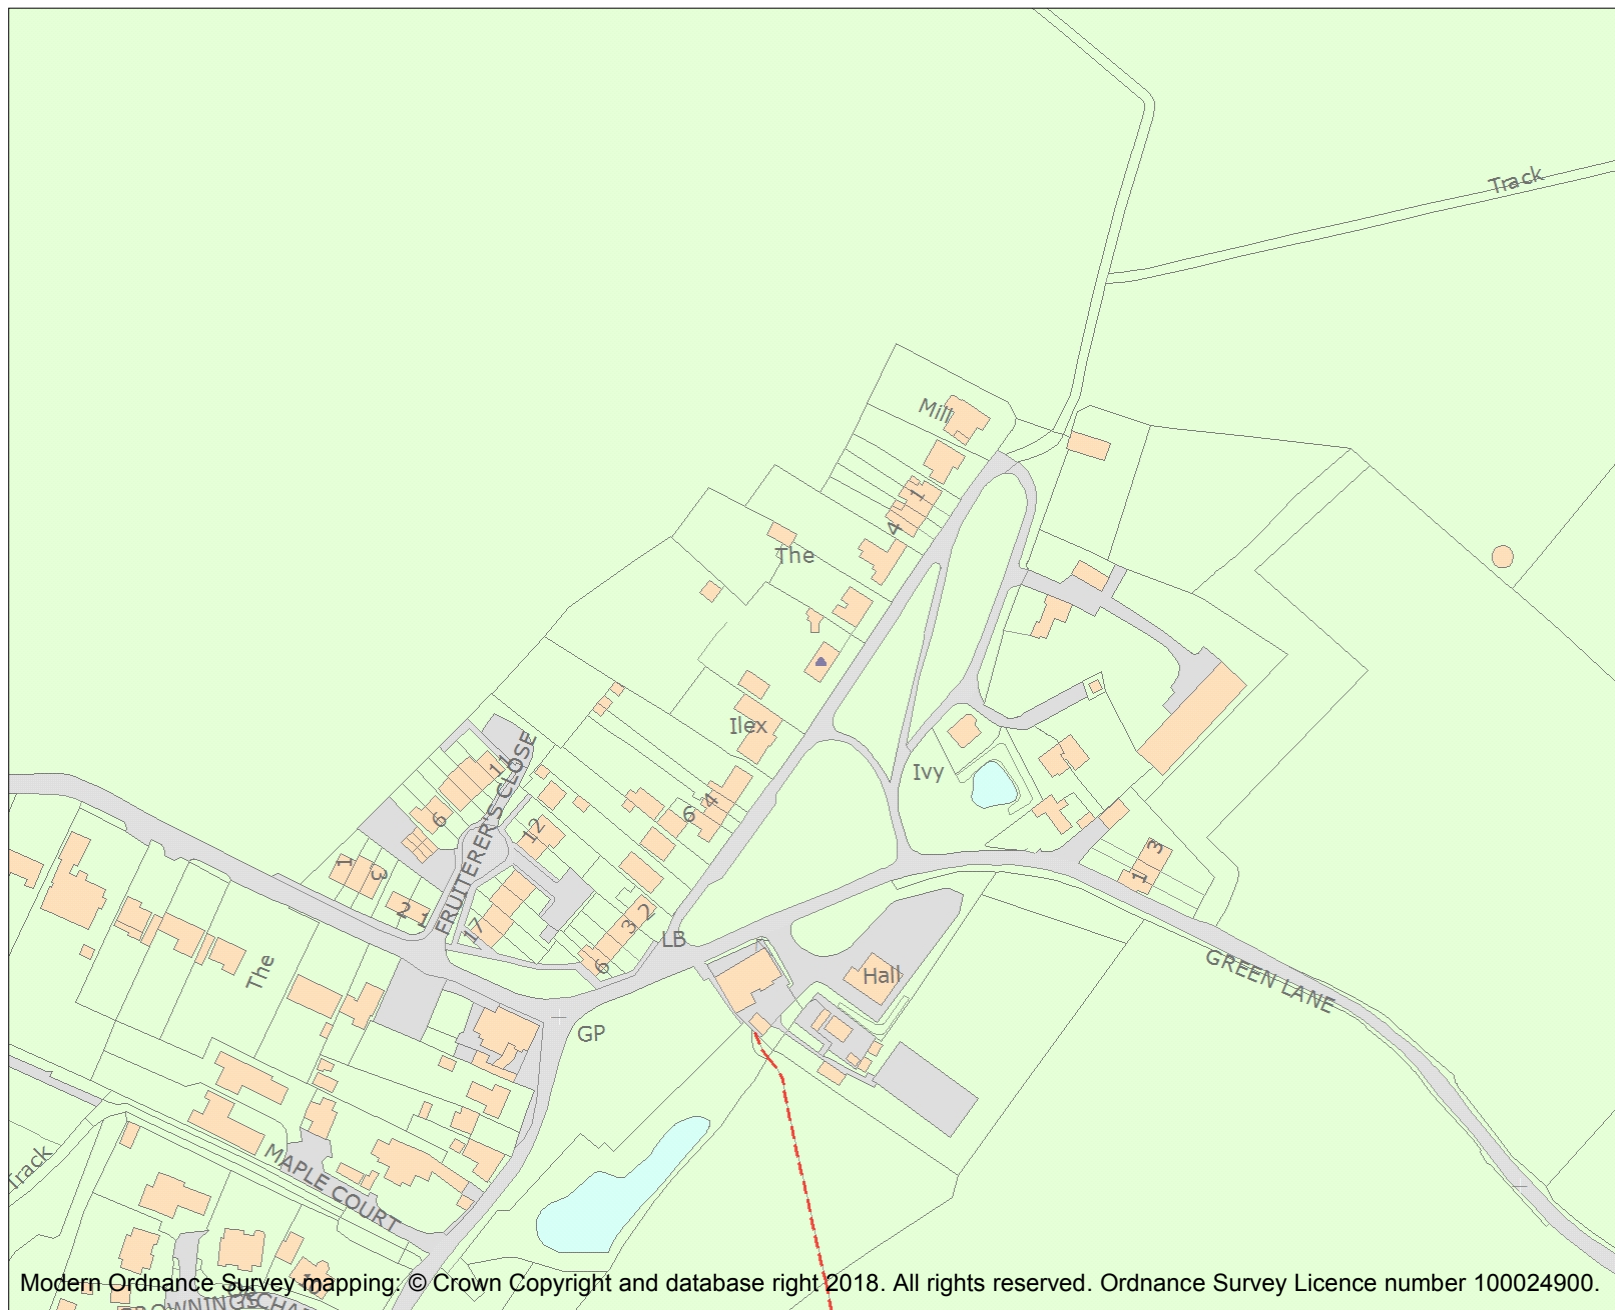 Track
Mill
1
4
The
Ilex
Ivy
11
FRUITERER'S CLOSE
6
4
6
12
3
1
1
3
2
1
17
2
3
6
LB
The
Hall
GREEN LANE
GP
Track
MAPLE COURT
Modern Ordnance Survey mapping: © Crown Copyright and database right 2018. All rights reserved. Ordnance Survey Licence number 100024900.